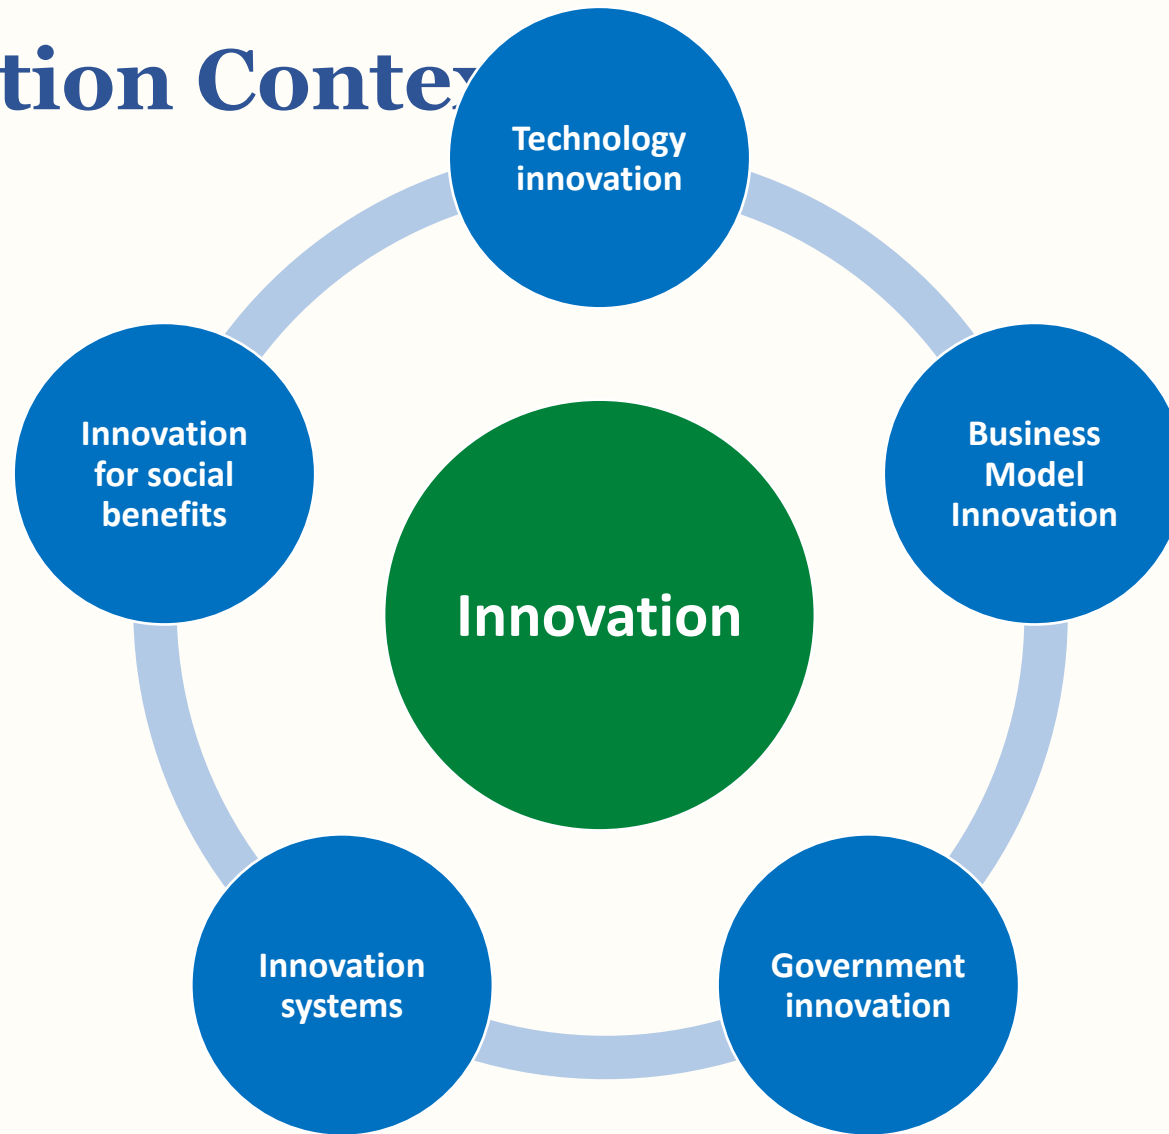 tion Contex
Technology
innovation
Innovation
for social
benefits
Business
Model
Innovation
Innovation
Innovation
systems
Government
innovation